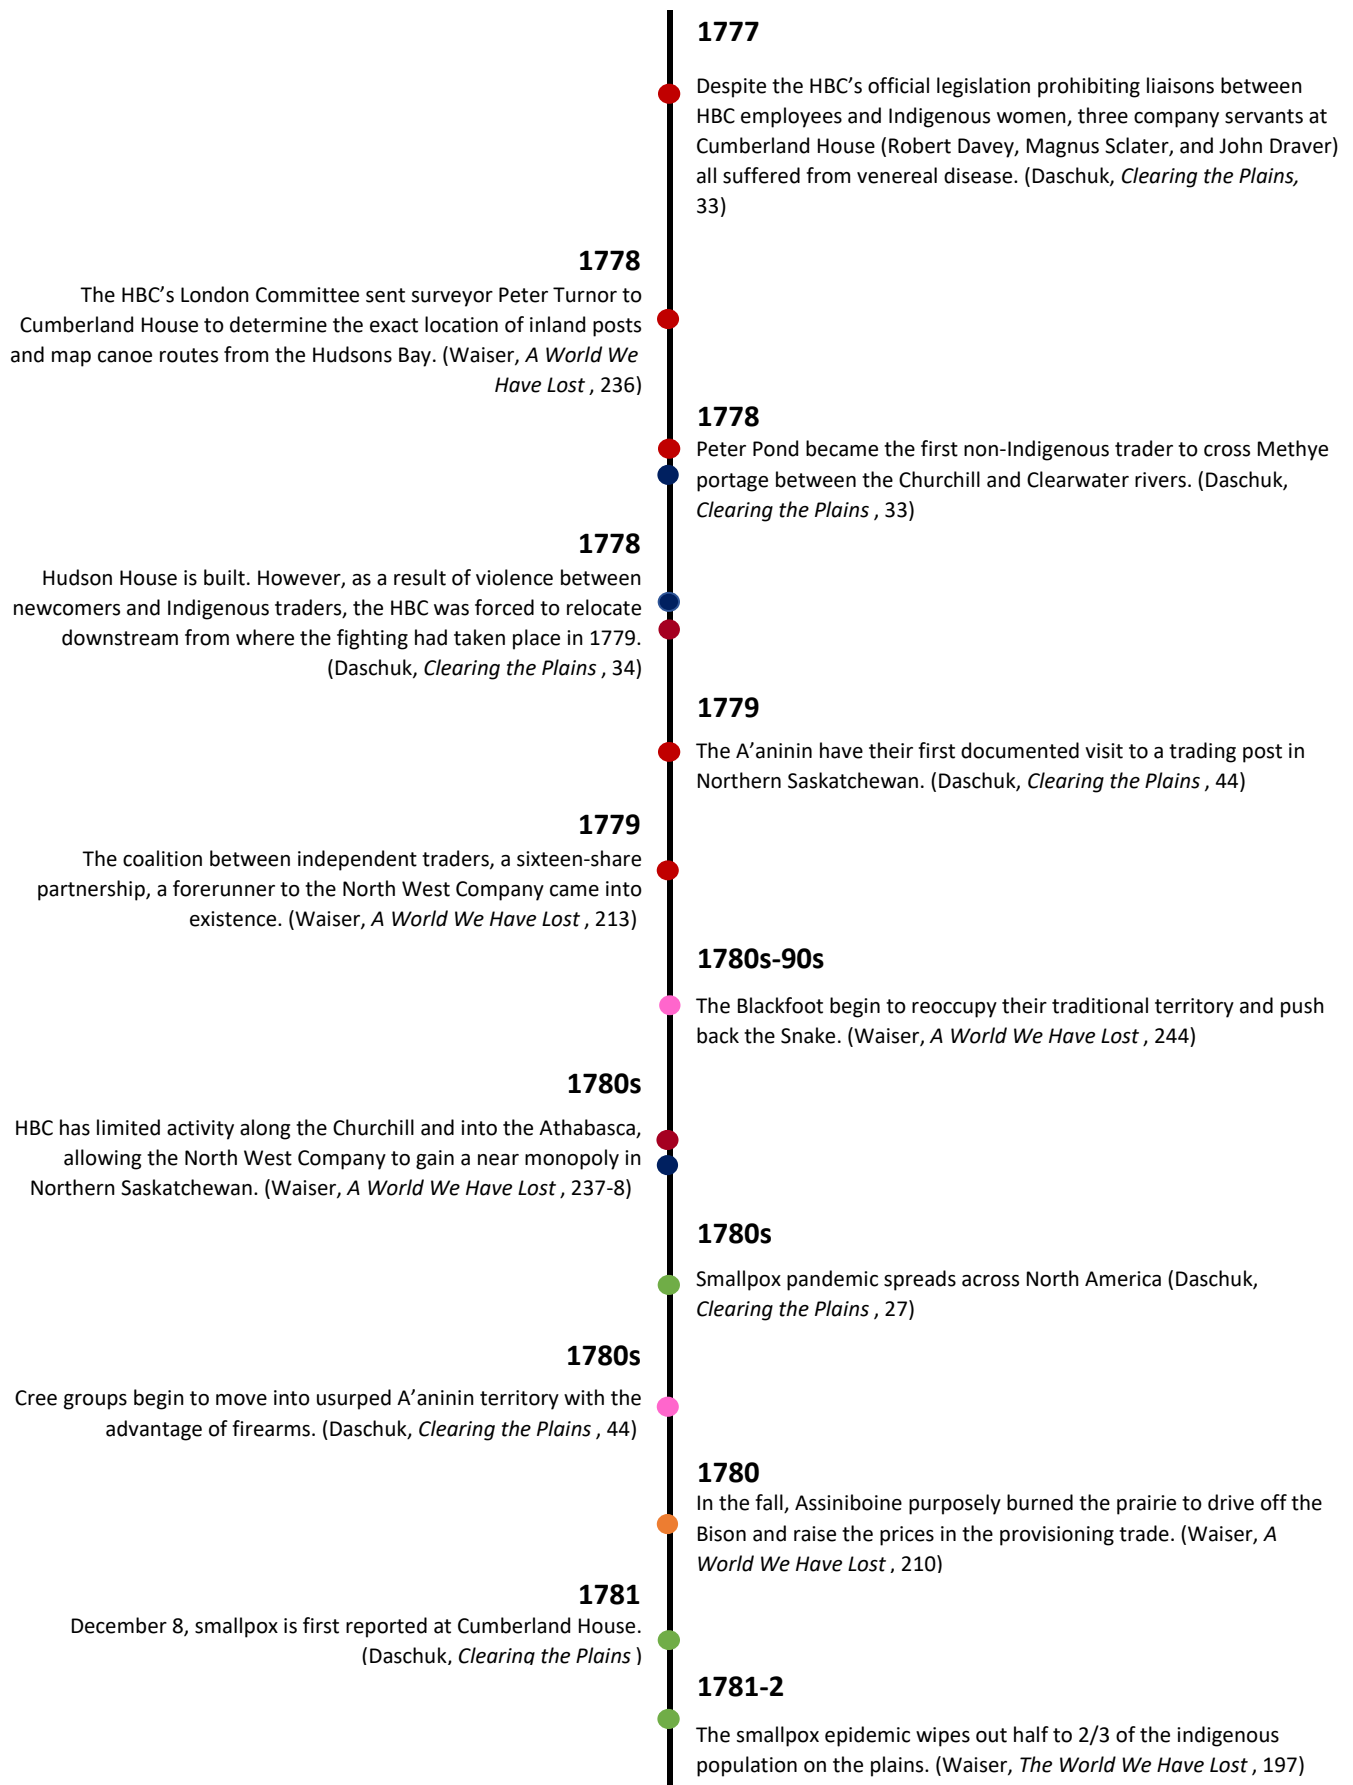 1777
Despite the HBC’s official legislation prohibiting liaisons between
HBC employees and Indigenous women, three company servants at
Cumberland House (Robert Davey, Magnus Sclater, and John Draver)
all suffered from venereal disease. (Daschuk, Clearing the Plains,
33)
1778
The HBC’s London Committee sent surveyor Peter Turnor to
Cumberland House to determine the exact location of inland posts
and map canoe routes from the Hudsons Bay. (Waiser, A World We
Have Lost , 236)
1778
Peter Pond became the first non-Indigenous trader to cross Methye
portage between the Churchill and Clearwater rivers. (Daschuk,
Clearing the Plains , 33)
1778
Hudson House is built. However, as a result of violence between
newcomers and Indigenous traders, the HBC was forced to relocate
downstream from where the fighting had taken place in 1779.
(Daschuk, Clearing the Plains , 34)
1779
The A’aninin have their first documented visit to a trading post in
Northern Saskatchewan. (Daschuk, Clearing the Plains , 44)
1779
The coalition between independent traders, a sixteen-share
partnership, a forerunner to the North West Company came into
existence. (Waiser, A World We Have Lost , 213)
1780s-90s
The Blackfoot begin to reoccupy their traditional territory and push
back the Snake. (Waiser, A World We Have Lost , 244)
1780s
HBC has limited activity along the Churchill and into the Athabasca,
allowing the North West Company to gain a near monopoly in
Northern Saskatchewan. (Waiser, A World We Have Lost , 237-8)
1780s
Smallpox pandemic spreads across North America (Daschuk,
Clearing the Plains , 27)
1780s
Cree groups begin to move into usurped A’aninin territory with the
advantage of firearms. (Daschuk, Clearing the Plains , 44)
1780
In the fall, Assiniboine purposely burned the prairie to drive off the
Bison and raise the prices in the provisioning trade. (Waiser, A
World We Have Lost , 210)
1781
December 8, smallpox is first reported at Cumberland House.
(Daschuk, Clearing the Plains )
1781-2
The smallpox epidemic wipes out half to 2/3 of the indigenous
population on the plains. (Waiser, The World We Have Lost , 197)